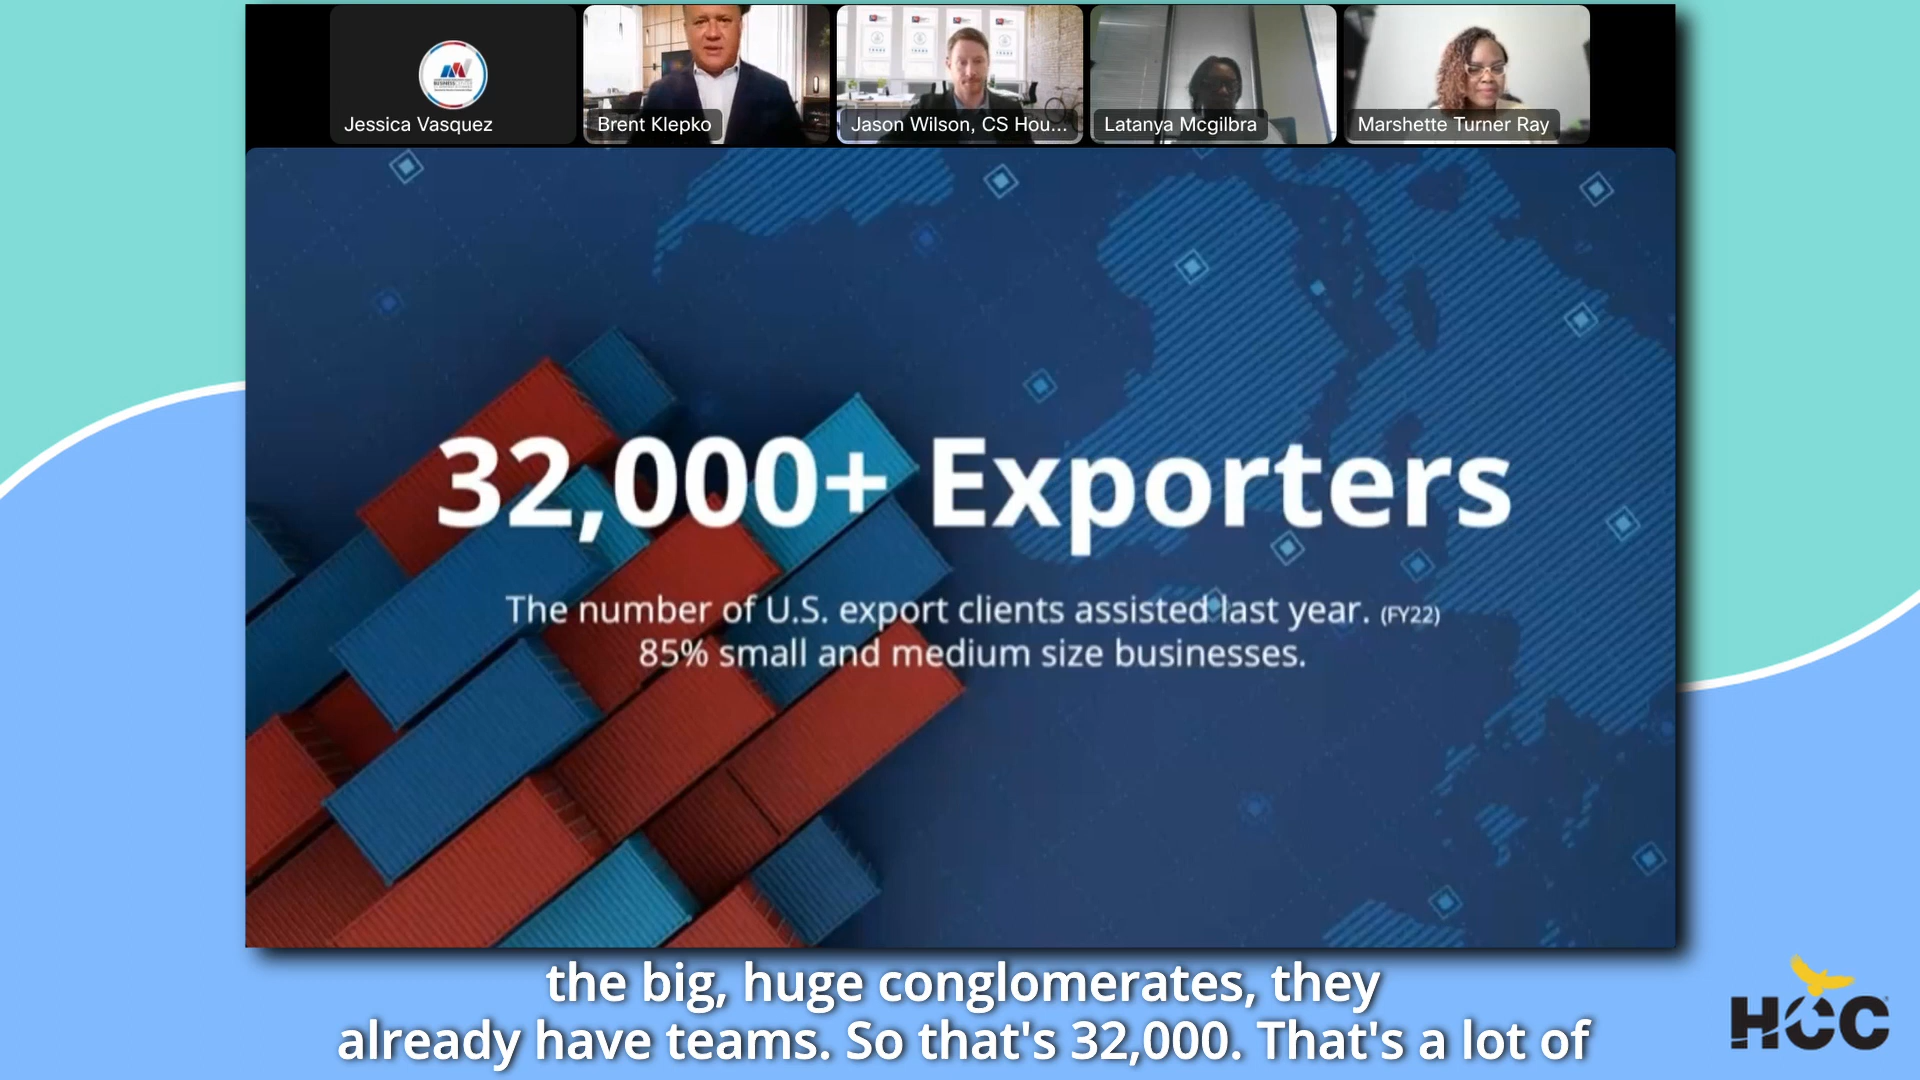 Jessica Vasquez
Brent Klepko
Jason Wilson, CS Hou...
Latanya Mcgilbra
Marshette Turner Ray
32,000+ Exporters
The number of U.S. export clients assisted last year. (FY22)
85% small and medium size businesses.
the big, huge conglomerates, they
already have teams. So that's 32,000. That's a lot of
HCC